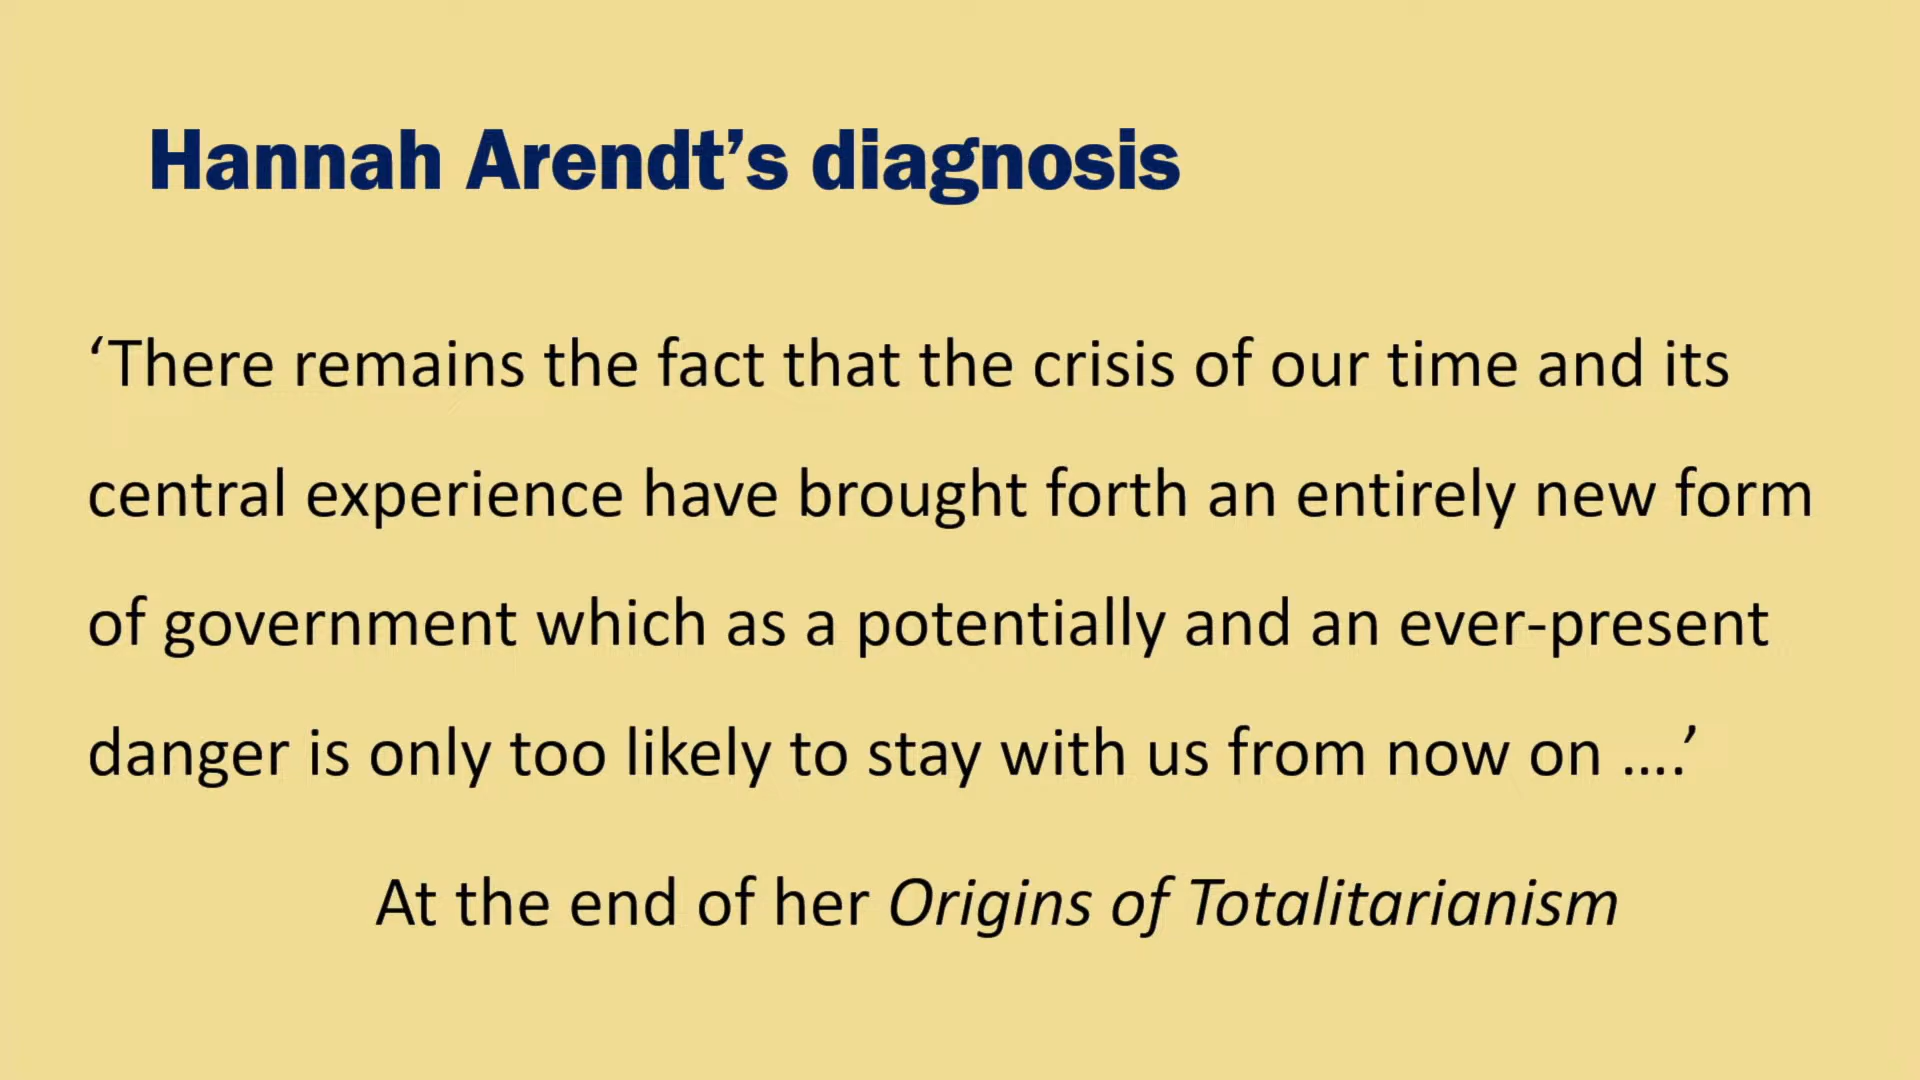 Hannah Arendt’s diagnosis
‘There remains the fact that the crisis of our time and its
central experience have brought forth an entirely new form
of government which as a potentially and an ever-present
danger is only too likely to stay with us from now on ….’
At the end of her Origins of Totalitarianism